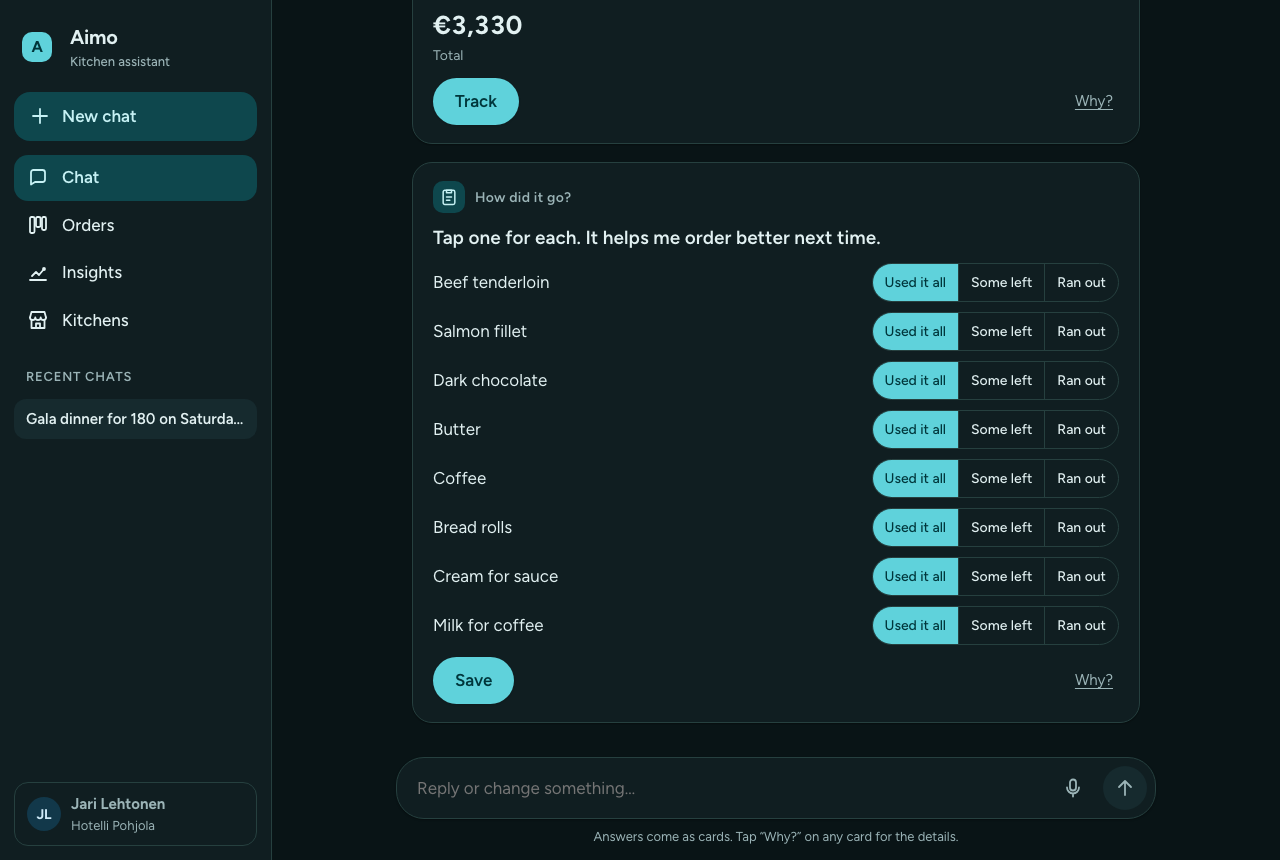 A
Aimo
Kitchen assistant
New chat
Chat
Orders
Insights
Kitchens
RECENT CHATS
Gala dinner for 180 on Saturda...
JL
Jari Lehtonen
Hotelli Pohjola
€3,330
Total
Track
Why?
How did it go?
Tap one for each. It helps me order better next time.
Beef tenderloin Used it all Some left Ran out
Salmon fillet Used it all Some left Ran out
Dark chocolate Used it all Some left Ran out
Butter Used it all Some left Ran out
Coffee Used it all Some left Ran out
Bread rolls Used it all Some left Ran out
Cream for sauce Used it all Some left Ran out
Milk for coffee Used it all Some left Ran out
Save
Why?
Reply or change something...
Answers come as cards. Tap “Why?” on any card for the details.